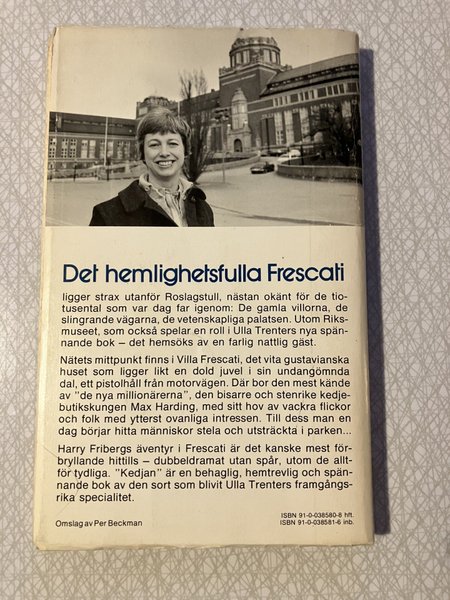 Det hemlighetsfulla Frescati
ligger strax utanför Roslagstull, nästan okänt för de tio-
tusental som var dag far igenom: De gamla villorna, de
slingrande vägarna, de vetenskapliga palatsen. Utom Riks-
museet, som också spelar en roll i Ulla Trenters nya spän-
nande bok – det hemsöks av en farlig nattlig gäst.
Nätets mittpunkt finns i Villa Frescati, det vita gustavianska
huset som ligger likt en dold juvel i sin undangömnda
dal, ett pistolhåll från motorvägen. Där bor den mest kände
av "de nya millionärerna", den bisarre och stenrike kedje-
butikskungen Max Harding, med sitt hov av vackra flickor
och folk med ytterst ovanliga intressen. Till dess man en
dag börjar hitta människor stela och utsträckta i parken...
Harry Fribergs äventyr i Frescati är det kanske mest för-
bryllande hittills – dubbeldramat utan spår, utom de allt-
för tydliga. "Kedjan" är en behaglig, hemtrevlig och spän-
nande bok av den sort som blivit Ulla Trenters framgångs-
rika specialitet.
Omslag av Per Beckman
ISBN 91-0-038580-8 hft.
ISBN 91-0-038581-6 inb.